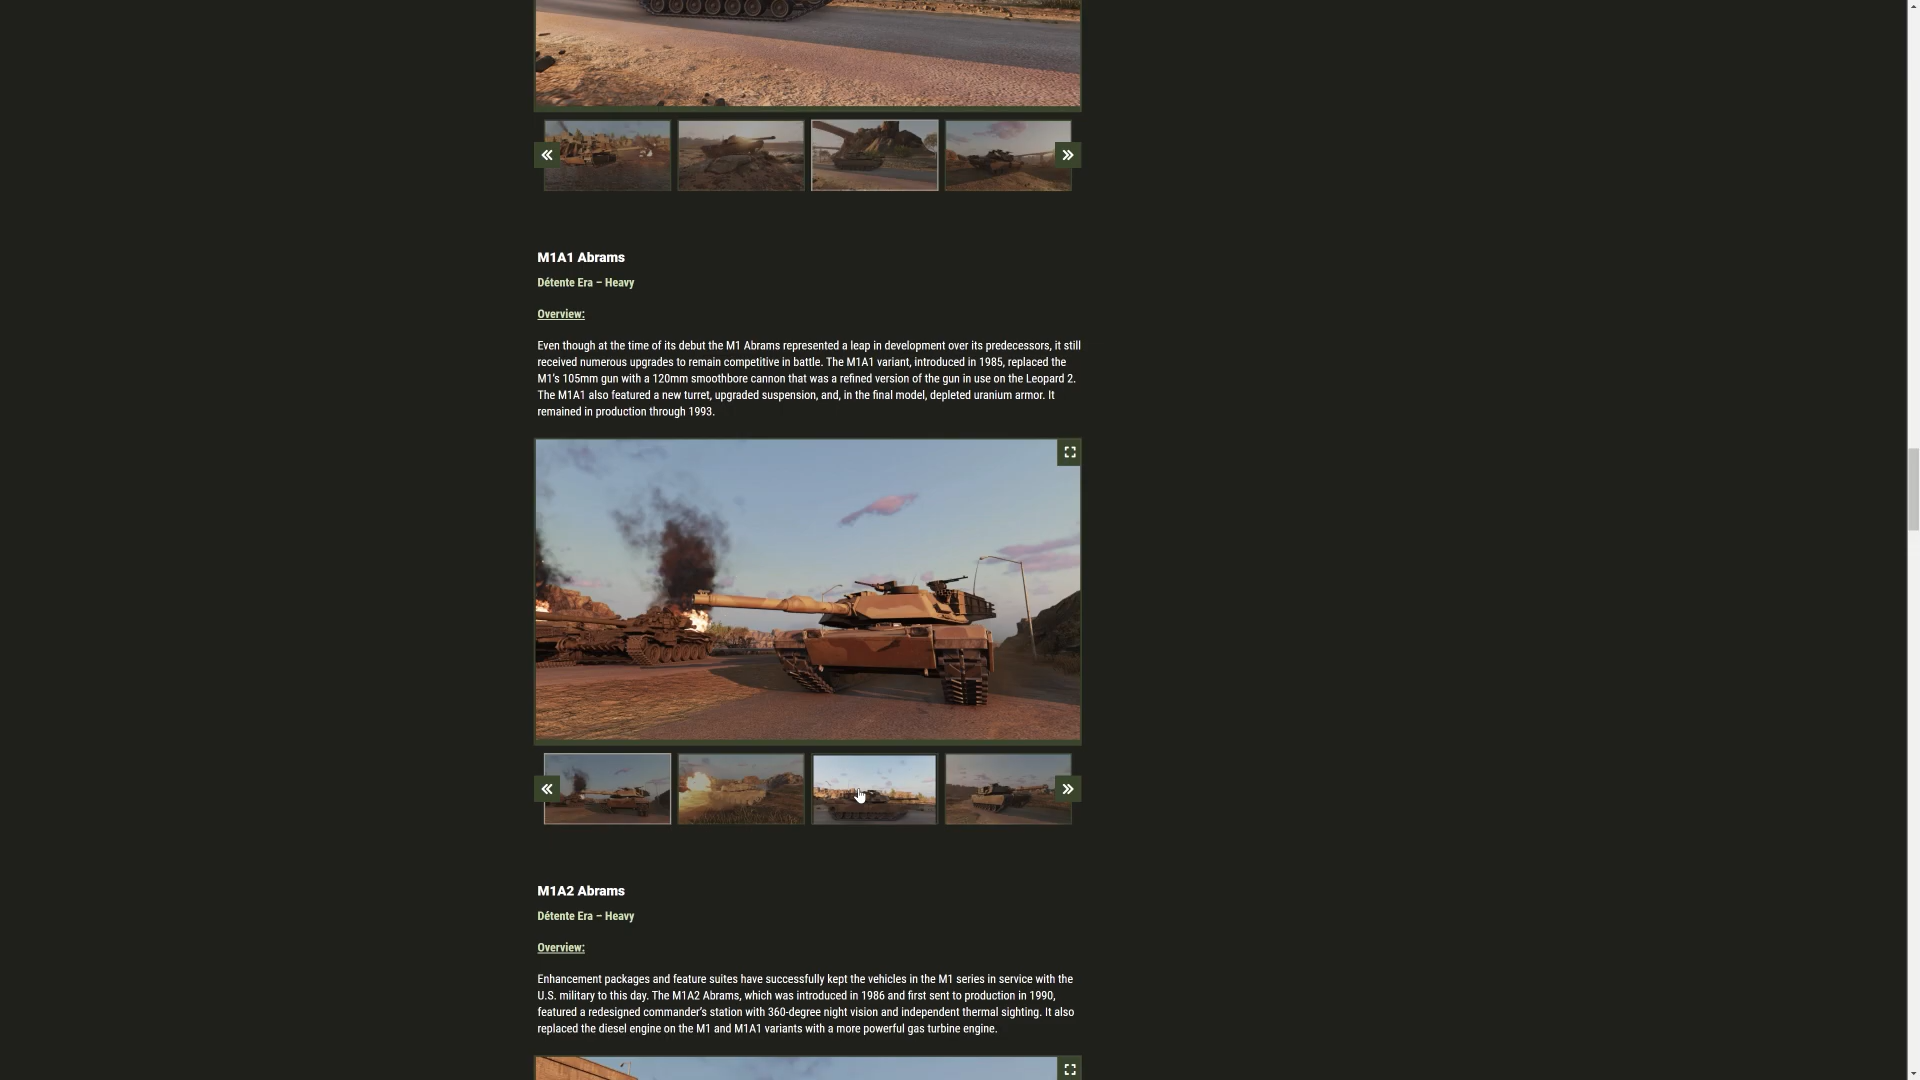 M1A1 Abrams
Détente Era – Heavy
Overview:
Even though at the time of its debut the M1 Abrams represented a leap in development over its predecessors, it still
received numerous upgrades to remain competitive in battle. The M1A1 variant, introduced in 1985, replaced the
M1's 105mm gun with a 120mm smoothbore cannon that was a refined version of the gun in use on the Leopard 2.
The M1A1 also featured a new turret, upgraded suspension, and, in the final model, depleted uranium armor. It
remained in production through 1993.
M1A2 Abrams
Détente Era – Heavy
Overview:
Enhancement packages and feature suites have successfully kept the vehicles in the M1 series in service with the
U.S. military to this day. The M1A2 Abrams, which was introduced in 1986 and first sent to production in 1990,
featured a redesigned commander's station with 360-degree night vision and independent thermal sighting. It also
replaced the diesel engine on the M1 and M1A1 variants with a more powerful gas turbine engine.